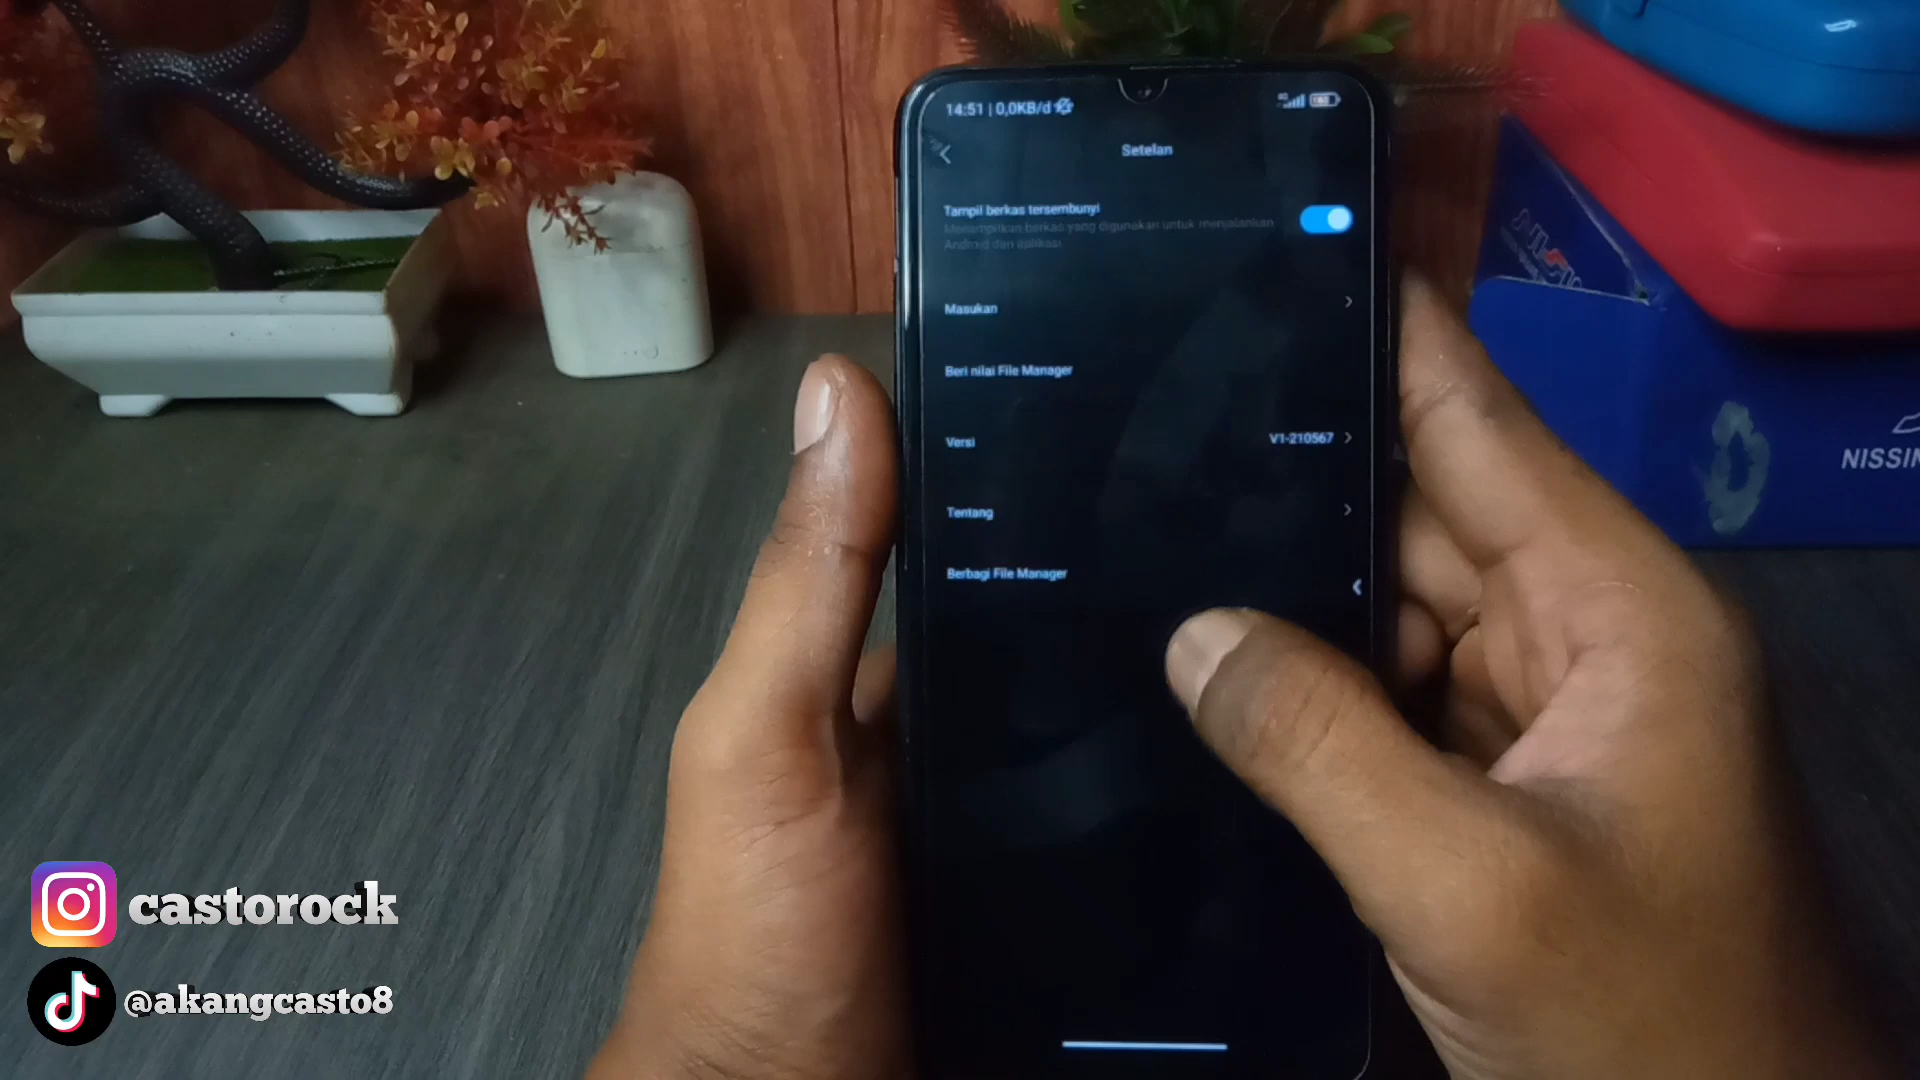 14:51 | 0,0KB/d
Setelan
Tampil berkas tersembunyi
Menampilkan berkas yang digunakan untuk menjalankan
Android dan aplikasi
Masukan
Beri nilai File Manager
Versi
V1-210567
Tentang
Berbagi File Manager
NISSIN
castorock
@akangcasto8